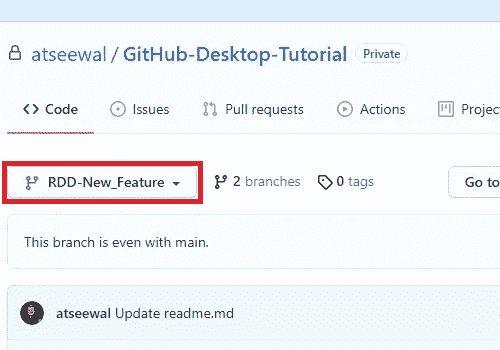 atseewal / GitHub-Desktop-Tutorial Private
Code Issues Pull requests Actions Projec
RDD-New_Feature 2 branches 0 tags Go to
This branch is even with main.
atseewal Update readme.md